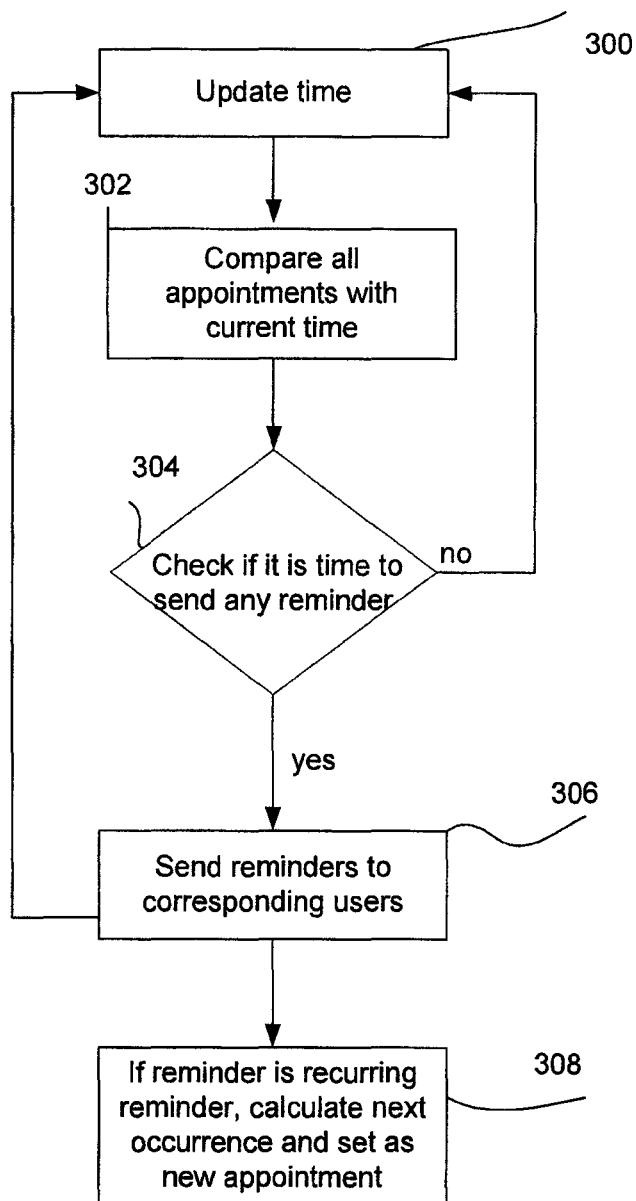 300
Update time
302
Compare all
appointments with
current time
304
Check if it is time to
send any reminder
no
yes
306
Send reminders to
corresponding users
308
If reminder is recurring
reminder, calculate next
occurrence and set as
new appointment